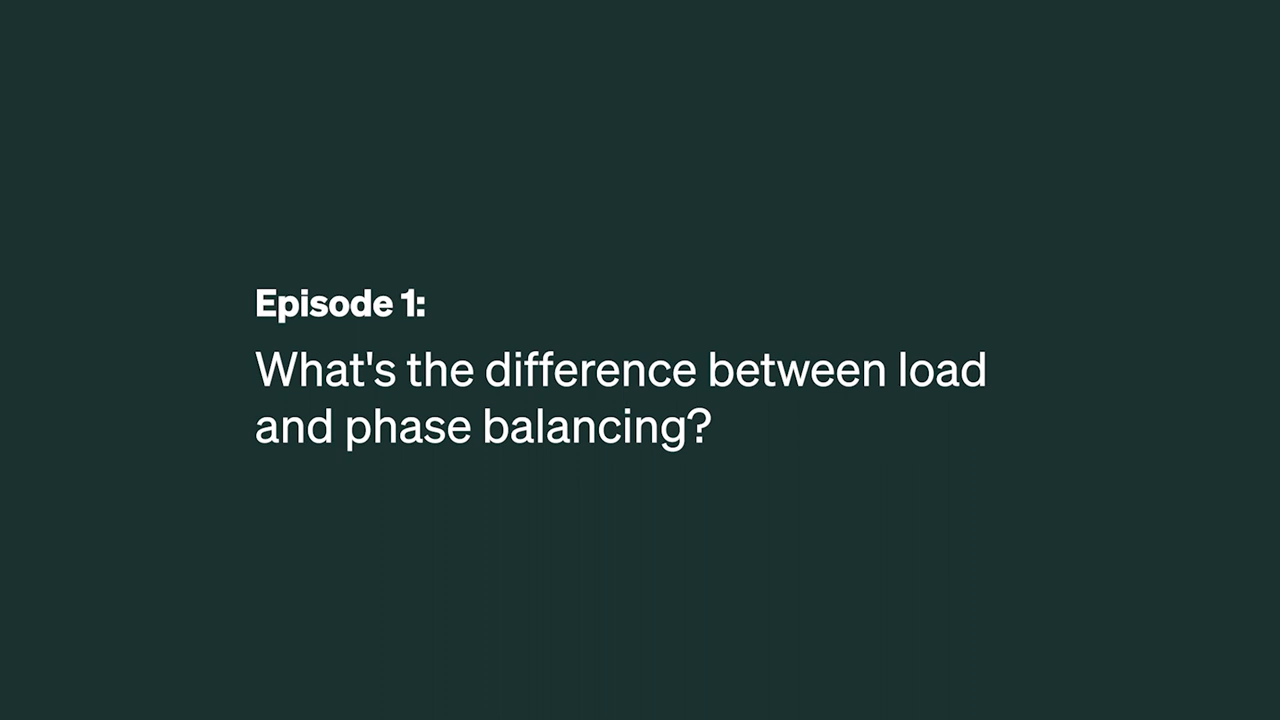 Episode 1:
What's the difference between load
and phase balancing?